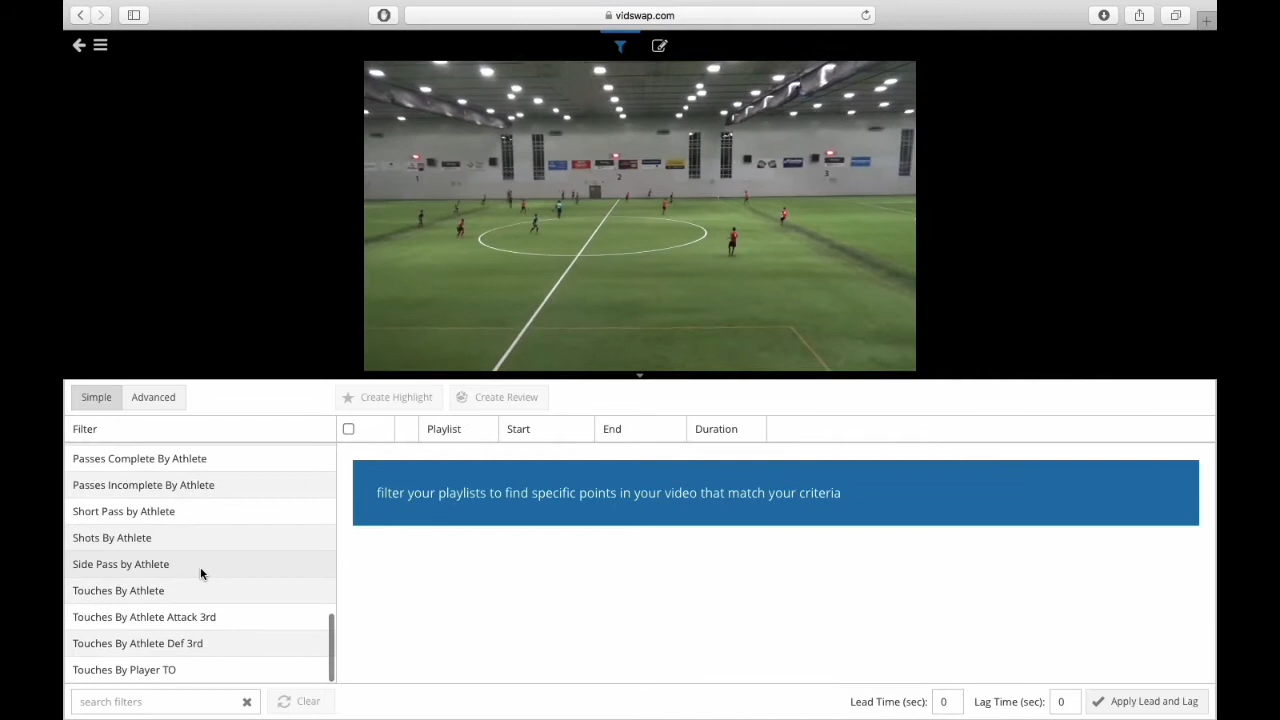 vidswap.com
1
2
3
Simple
Advanced
Create Highlight
Create Review
Filter
Playlist
Start
End
Duration
Passes Complete By Athlete
Passes Incomplete By Athlete
Short Pass by Athlete
Shots By Athlete
Side Pass by Athlete
Touches By Athlete
Touches By Athlete Attack 3rd
Touches By Athlete Def 3rd
Touches By Player TO
filter your playlists to find specific points in your video that match your criteria
search filters
Clear
Lead Time (sec): 0
Lag Time (sec): 0
Apply Lead and Lag